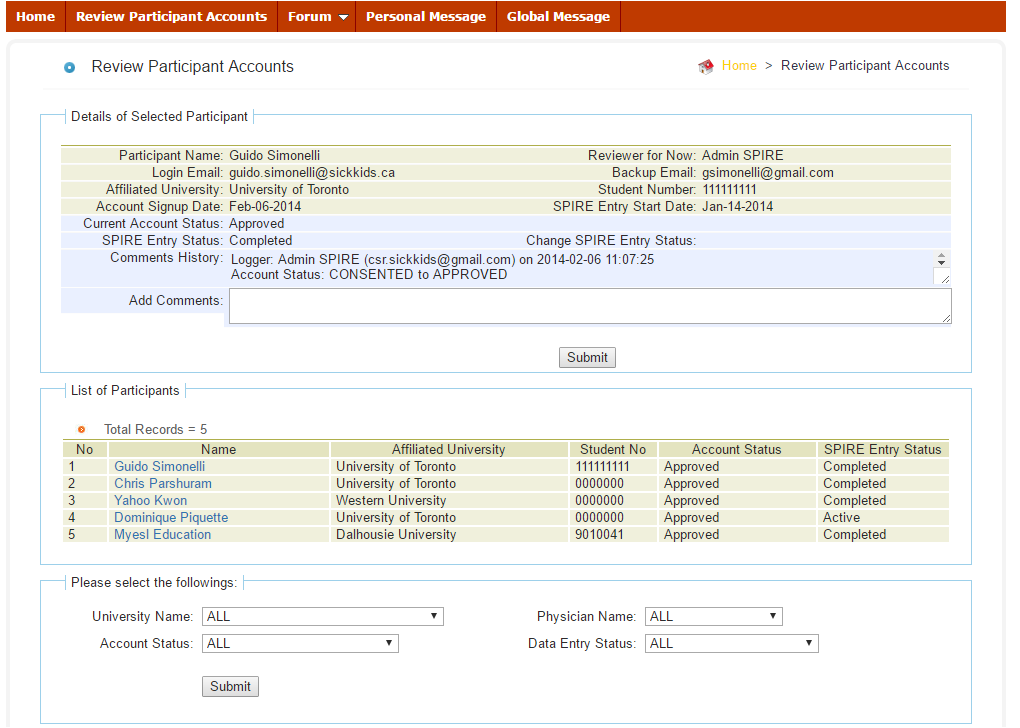 Home Review Participant Accounts Forum Personal Message Global Message
Review Participant Accounts Home > Review Participant Accounts
Details of Selected Participant
Participant Name: Guido Simonelli Reviewer for Now: Admin SPIRE
Login Email: guido.simonelli@sickkids.ca Backup Email: gsimonelli@gmail.com
Affiliated University: University of Toronto Student Number: 111111111
Account Signup Date: Feb-06-2014 SPIRE Entry Start Date: Jan-14-2014
Current Account Status: Approved
SPIRE Entry Status: Completed Change SPIRE Entry Status:
Comments History: Logger: Admin SPIRE (csr.sickkids@gmail.com) on 2014-02-06 11:07:25
Account Status: CONSENTED to APPROVED
Add Comments:
Submit
List of Participants
Total Records = 5
No Name Affiliated University Student No Account Status SPIRE Entry Status
1 Guido Simonelli University of Toronto 111111111 Approved Completed
2 Chris Parshuram University of Toronto 0000000 Approved Completed
3 Yahoo Kwon Western University 0000000 Approved Completed
4 Dominique Piquette University of Toronto 0000000 Approved Active
5 Myesl Education Dalhousie University 9010041 Approved Completed
Please select the followings:
University Name: ALL Physician Name: ALL
Account Status: ALL Data Entry Status: ALL
Submit